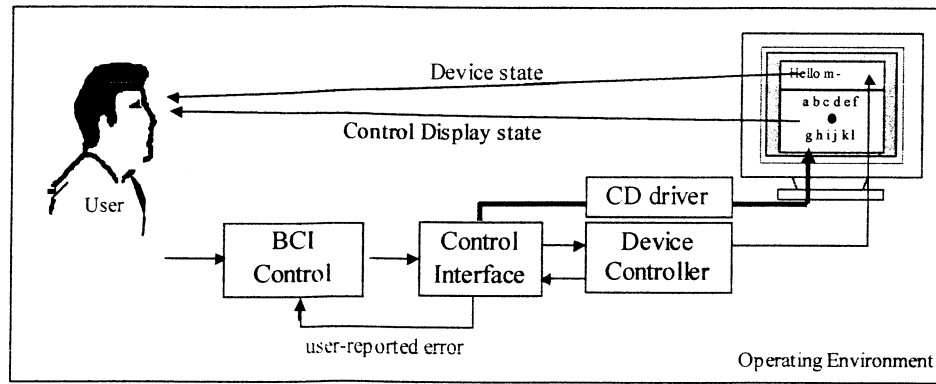 Device state
Hello m-
a b c d e f
g h i j k l
Control Display state
User
CD driver
BCI
Control
Control
Interface
Device
Controller
user-reported error
Operating Environment